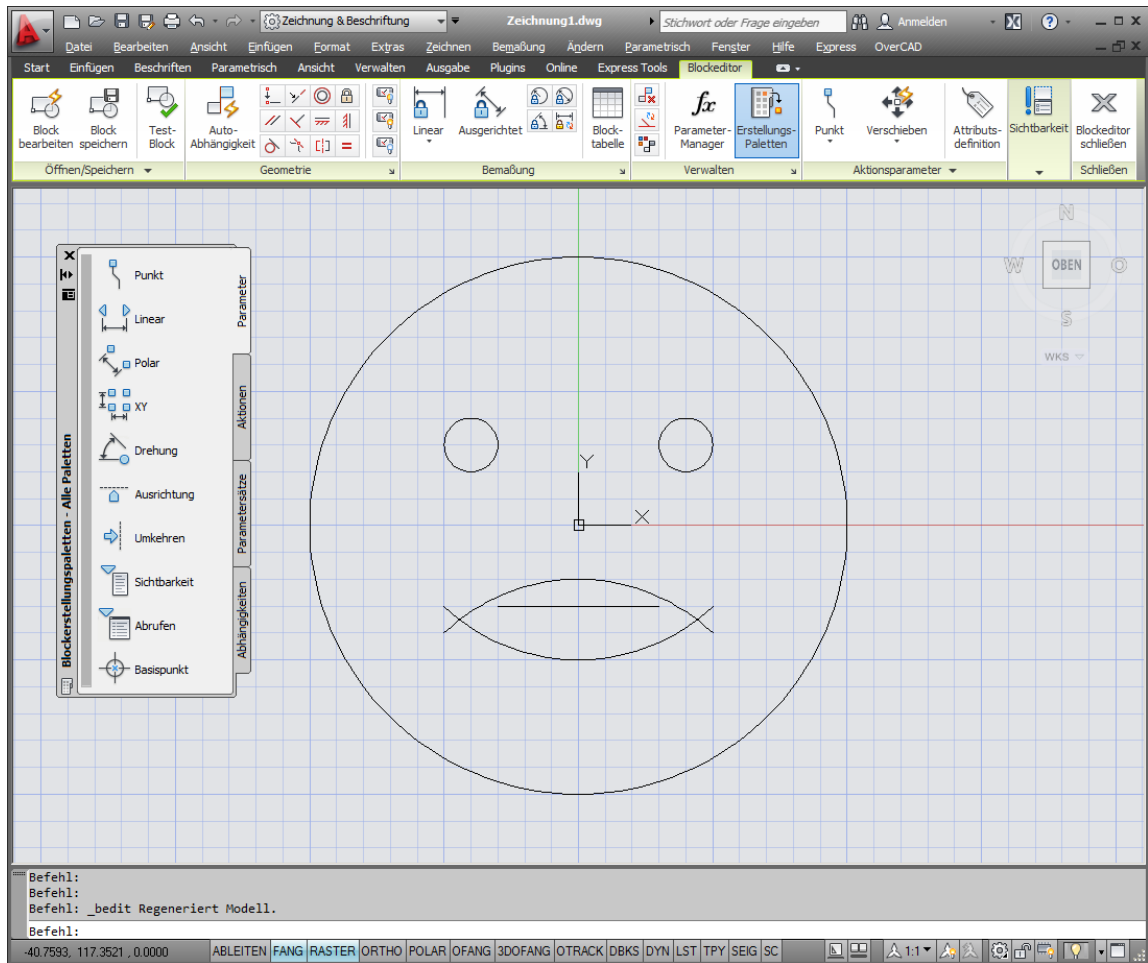 Zeichnung & Beschriftung
Zeichnung1.dwg
Stichwort oder Frage eingeben
Anmelden
Datei Bearbeiten Ansicht Einfügen Format Extras Zeichnen Bemaßung Ändern Parametrisch Fenster Hilfe Express OverCAD
Start Einfügen Beschriften Parametrisch Ansicht Verwalten Ausgabe Plugins Online Express Tools Blockeditor
Block bearbeiten
Block speichern
Test-Block
Öffnen/Speichern
Auto-Abhängigkeit
Geometrie
Linear
Ausgerichtet
Block-tabelle
Bemaßung
fx
Parameter-Manager
Erstellungs-Paletten
Verwalten
Punkt
Verschieben
Attributs-definition
Aktionsparameter
Sichtbarkeit
Blockeditor schließen
Schließen
Blockerstellungspaletten - Alle Paletten
Punkt
Linear
Polar
XY
Drehung
Ausrichtung
Umkehren
Sichtbarkeit
Abrufen
Basispunkt
Parameter
Aktionen
Parametersätze
Abhängigkeiten
Y
X
N
W
OBEN
O
S
WKS
Befehl:
Befehl:
Befehl: _bedit Regeneriert Modell.
Befehl:
-40.7593, 117.3521 , 0.0000
ABLEITEN FANG RASTER ORTHO POLAR OFANG 3DOFANG OTRACK DBKS DYN LST TPY SEIG SC
1:1